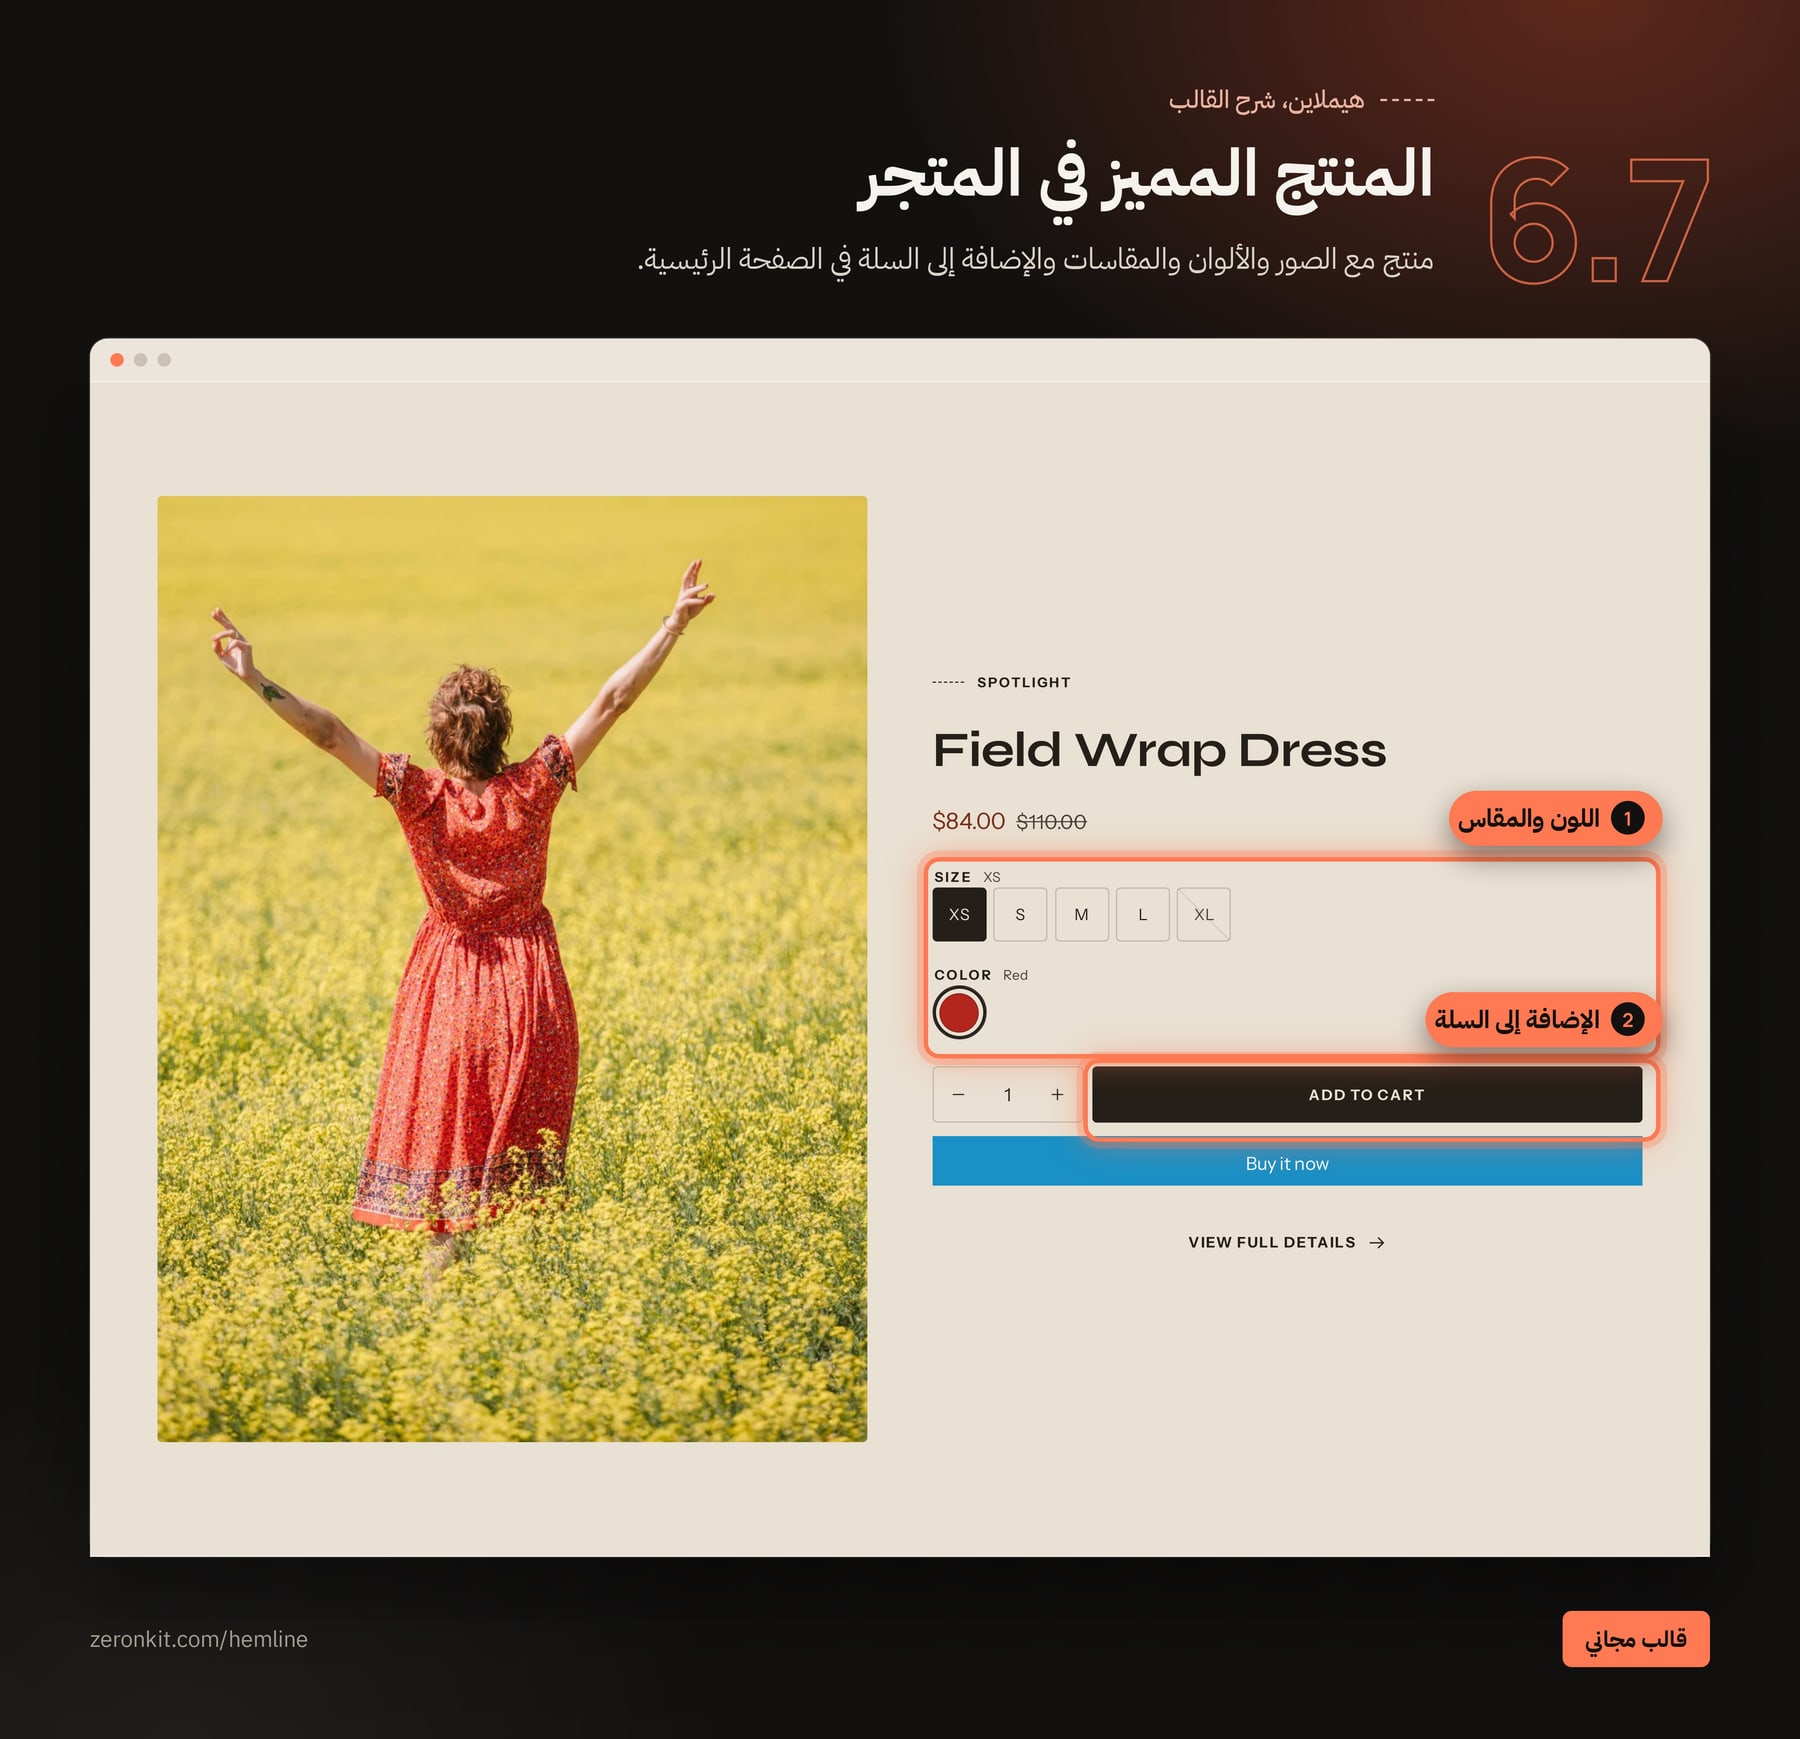 هيملاين، شرح القالب
6.7
المنتج المميز في المتجر
منتج مع الصور والألوان والمقاسات والإضافة إلى السلة في الصفحة الرئيسية.
SPOTLIGHT
Field Wrap Dress
$84.00 $110.00
1 اللون والمقاس
SIZE XS
XS S M L XL
COLOR Red
2 الإضافة إلى السلة
− 1 + ADD TO CART
Buy it now
VIEW FULL DETAILS →
zeronkit.com/hemline
قالب مجاني